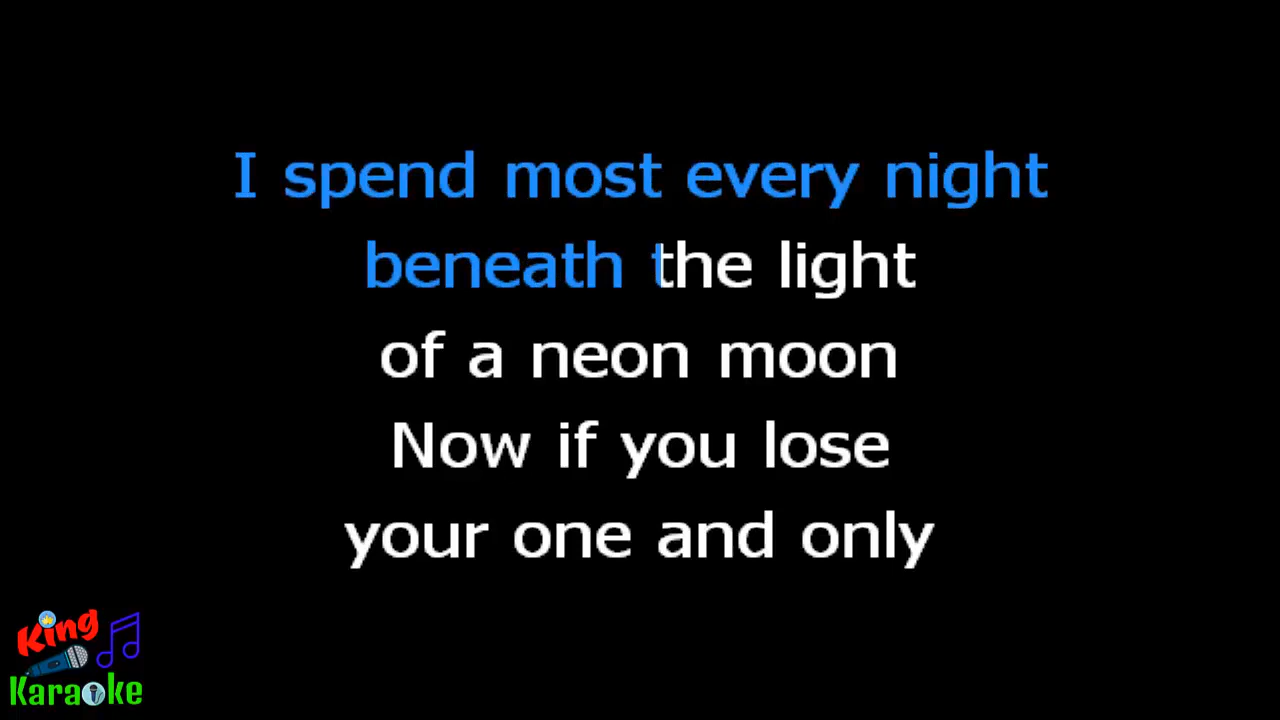 I spend most every night
beneath the light
of a neon moon
Now if you lose
your one and only
King
Karaoke